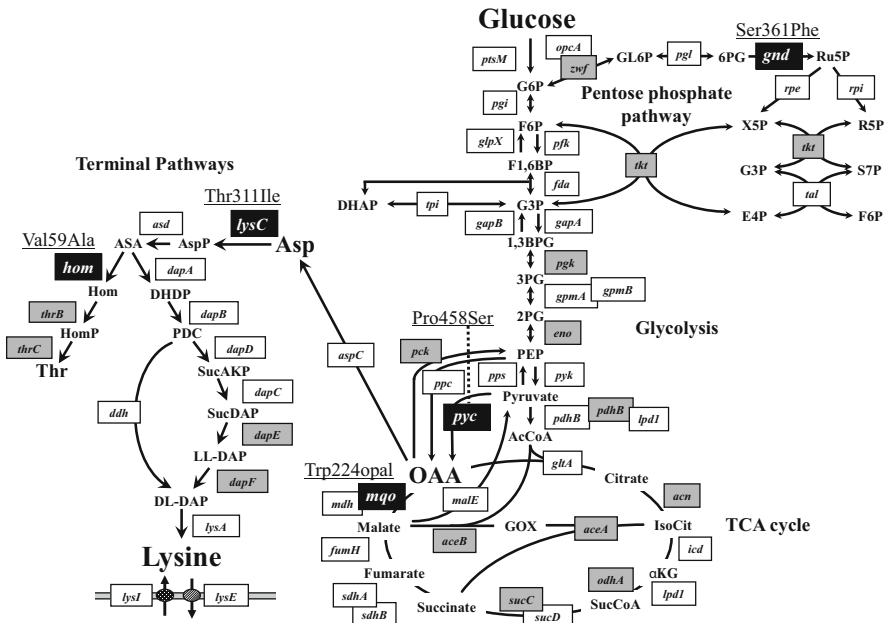 Glucose
Ser361Phe
ptsM
opcA
zwf
GL6P
pgl
6PG
gnd
Ru5P
G6P
pgi
Pentose phosphate
pathway
rpe
rpi
F6P
X5P
R5P
glpX
pfk
tkt
tkt
F1,6BP
fda
G3P
S7P
Terminal Pathways
DHAP
tpi
G3P
tal
gapB
gapA
E4P
F6P
Thr311Ile
asd
lysC
Val59Ala
ASA
AspP
Asp
1,3BPG
pgk
hom
dapA
3PG
gpmA
gpmB
Hom
DHDP
2PG
thrB
dapB
Pro458Ser
eno
Glycolysis
HomP
PDC
thrC
dapD
aspC
pck
PEP
Thr
SucAKP
ppc
pps
pyk
dapC
Pyruvate
ddh
SucDAP
pyc
pdhB
pdhB
lpd1
dapE
AcCoA
LL-DAP
Trp224opal
OAA
gltA
Citrate
dapF
mdh
mqo
malE
acn
DL-DAP
Malate
GOX
aceA
IsoCit
TCA cycle
lysA
aceB
fumH
icd
Lysine
Fumarate
odhA
αKG
lysI
lysE
sdhA
Succinate
sucC
SucCoA
lpd1
sdhB
sucD